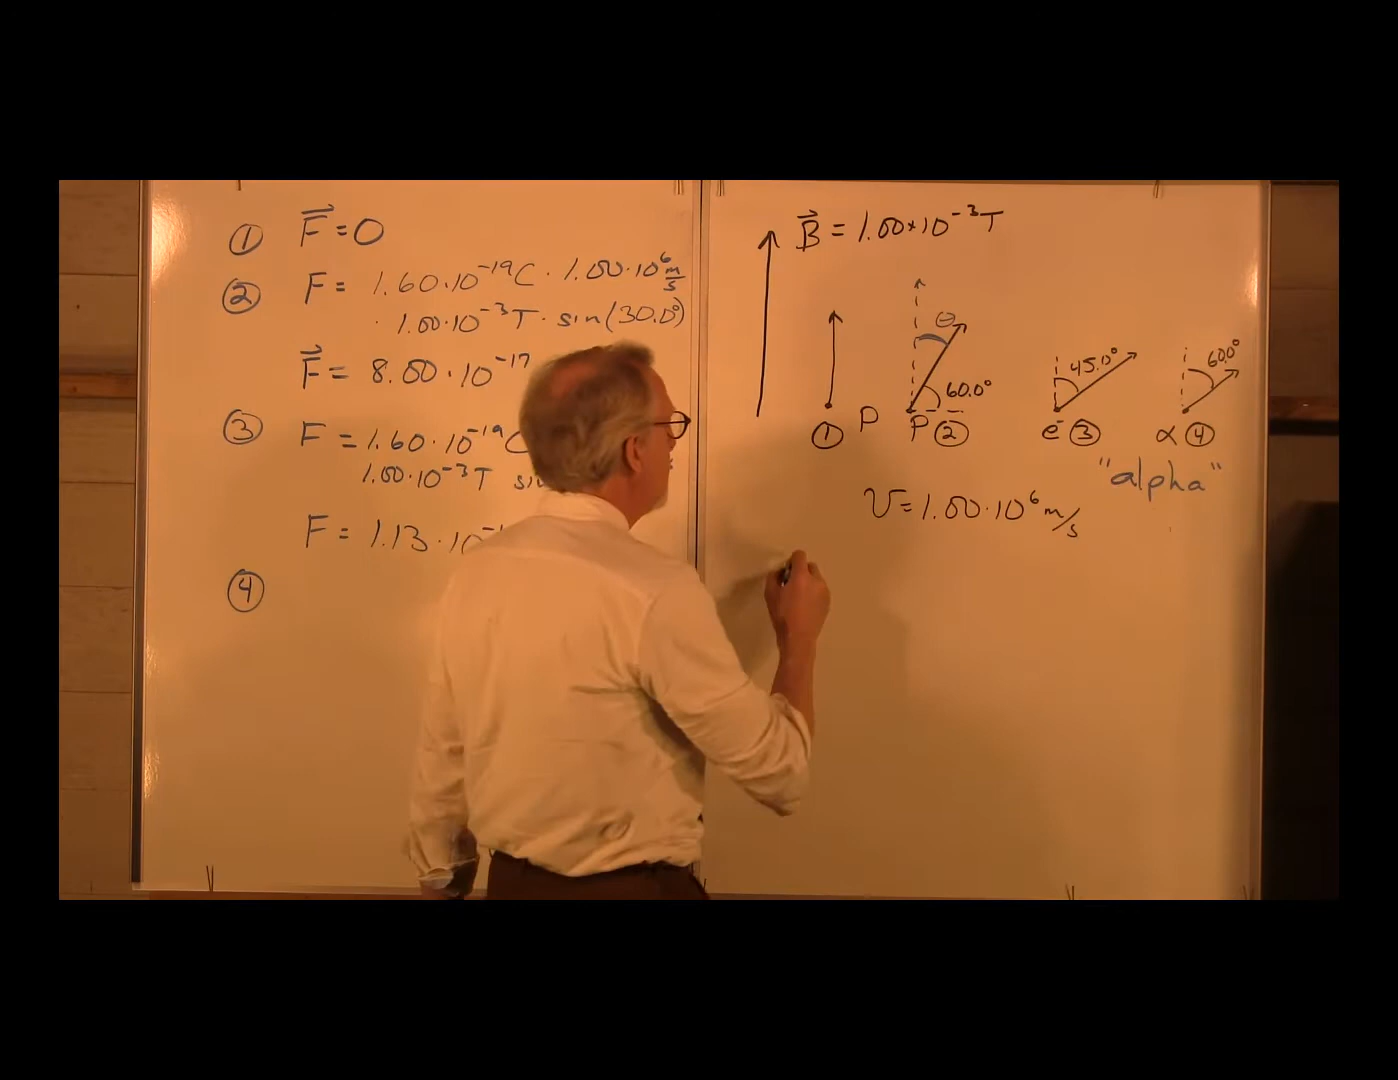 ① F⃗ = 0
② F = 1.60·10⁻¹⁹C · 1.00·10⁶ m/s
· 1.00·10⁻³T · sin(30.0°)
F⃗ = 8.00·10⁻¹⁷
③ F = 1.60·10⁻¹⁹C
1.00·10⁻³T
F = 1.13·10
④
B⃗ = 1.00×10⁻³T
θ
60.0°
45.0°
60.0°
① P P ② e⁻ ③ α ④
"alpha"
v = 1.00·10⁶ m/s